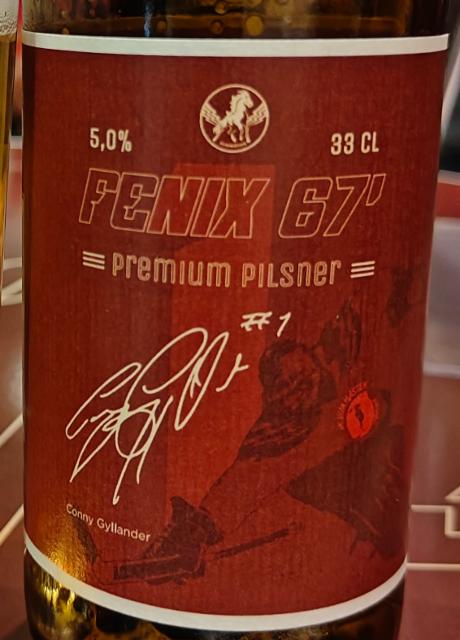 5,0% 33 CL
FENIX 67'
Premium Pilsner
#1
Conny Gyllander